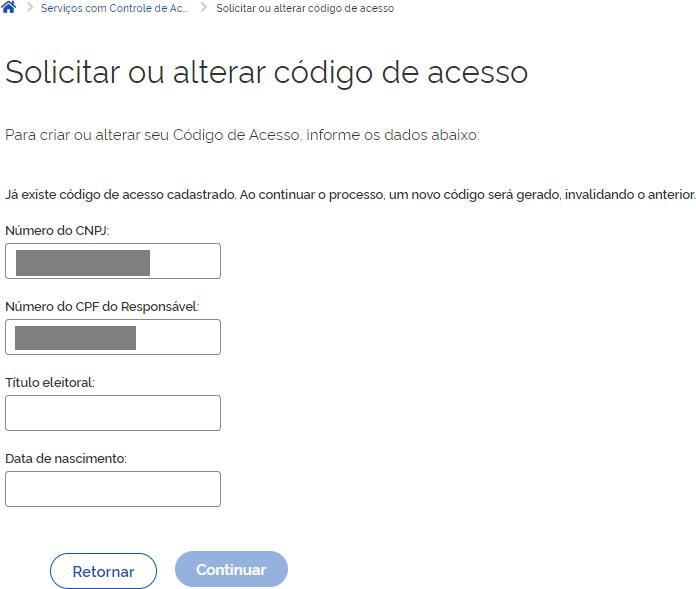 Serviços com Controle de Ac... Solicitar ou alterar código de acesso
Solicitar ou alterar código de acesso
Para criar ou alterar seu Código de Acesso, informe os dados abaixo:
Já existe código de acesso cadastrado. Ao continuar o processo, um novo código será gerado, invalidando o anterior.
Número do CNPJ:
Número do CPF do Responsável:
Título eleitoral:
Data de nascimento:
Retornar Continuar